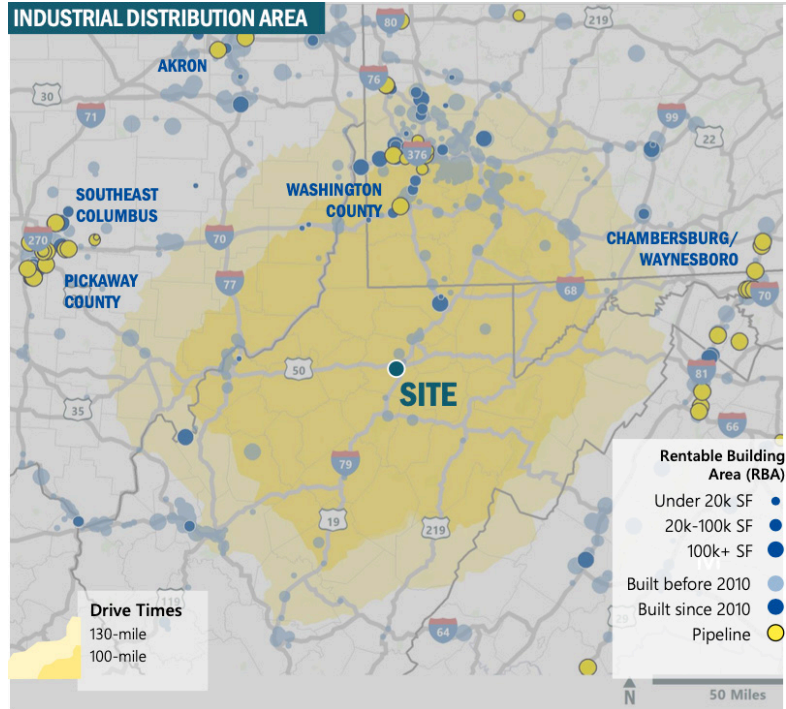 INDUSTRIAL DISTRIBUTION AREA
80
219
AKRON
76
30
71
99
22
376
SOUTHEAST
COLUMBUS
WASHINGTON
COUNTY
270
70
CHAMBERSBURG/
WAYNESBORO
PICKAWAY
COUNTY
77
68
70
50
SITE
81
35
66
79
19
219
Rentable Building
Area (RBA)
Under 20k SF
20k-100k SF
100k+ SF
Built before 2010
Built since 2010
Pipeline
119
Drive Times
130-mile
100-mile
64
29
N
50 Miles